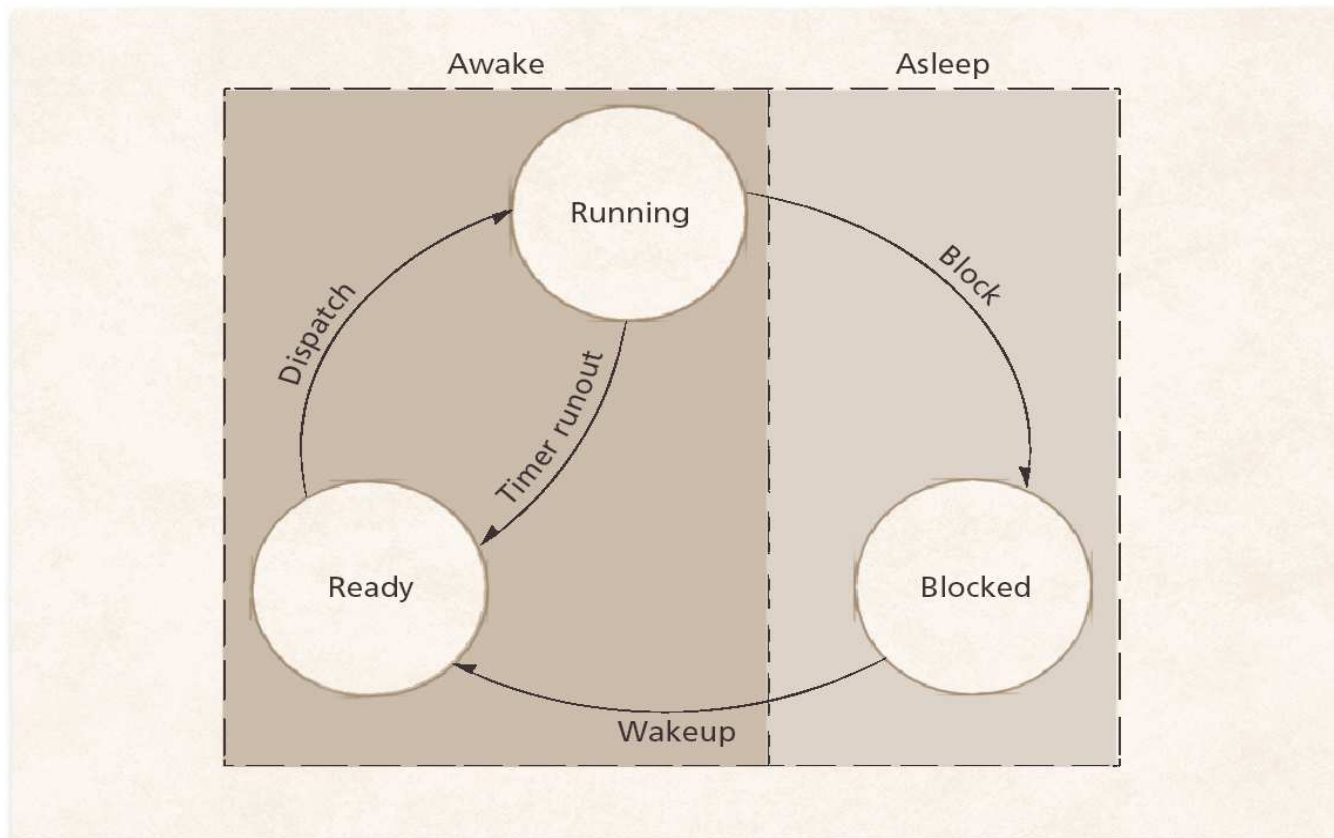 Awake
Asleep
Running
Block
Dispatch
Timer runout
Ready
Blocked
Wakeup